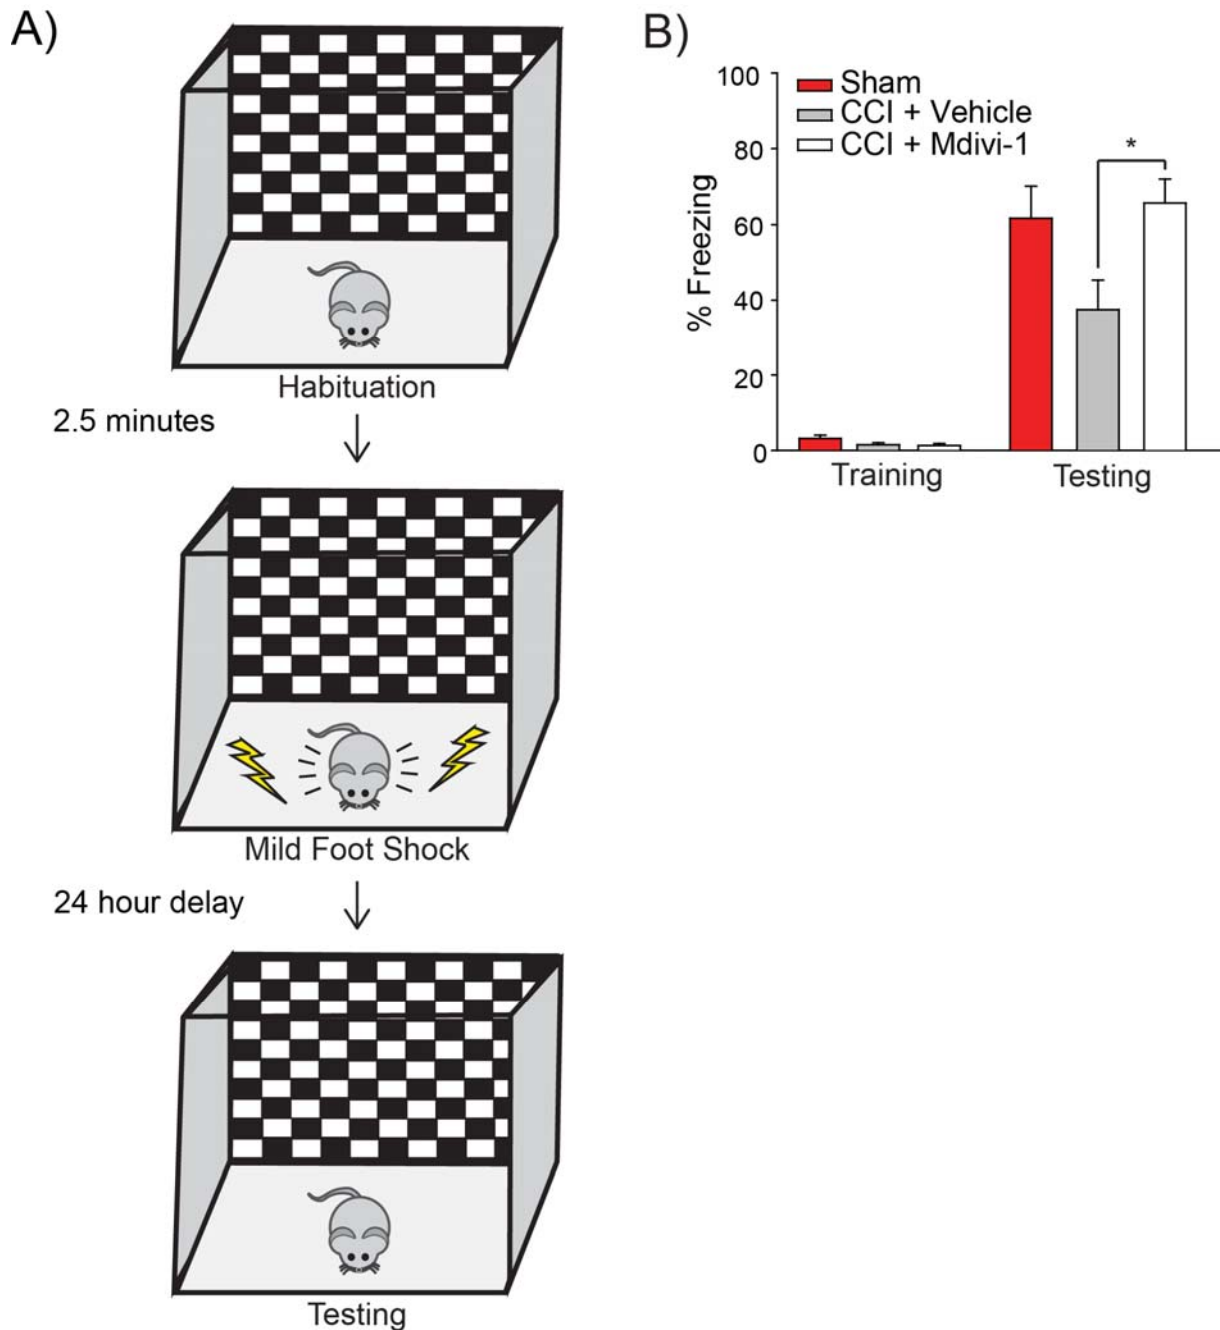 A)
Habituation
2.5 minutes
Mild Foot Shock
24 hour delay
Testing
B)
100
80
60
40
20
0
% Freezing
Sham
CCI + Vehicle
CCI + Mdivi-1
*
Training
Testing